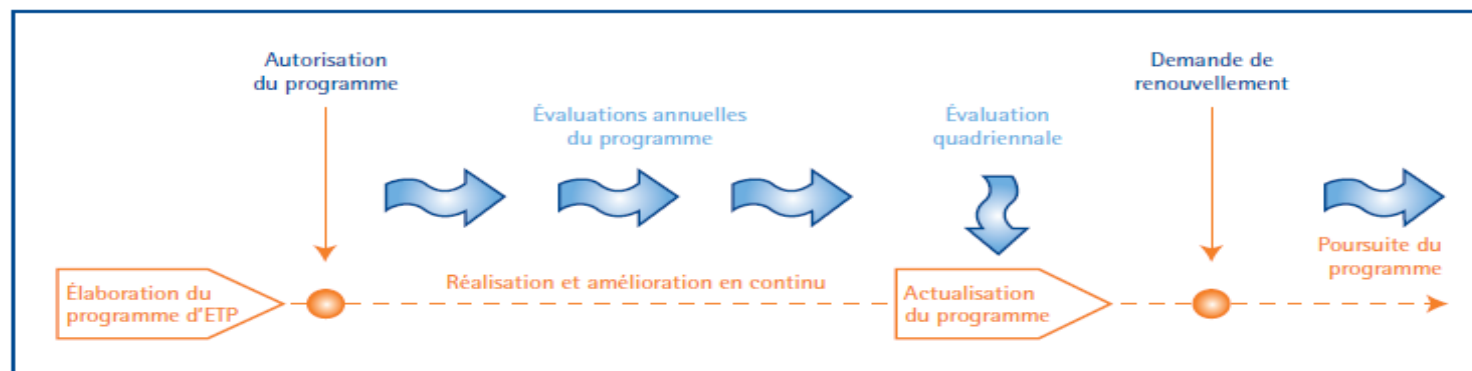 Autorisation
du programme
Demande de
renouvellement
Évaluations annuelles
du programme
Évaluation
quadriennale
Poursuite du
programme
Réalisation et amélioration en continu
Élaboration du
programme d'ETP
Actualisation
du programme